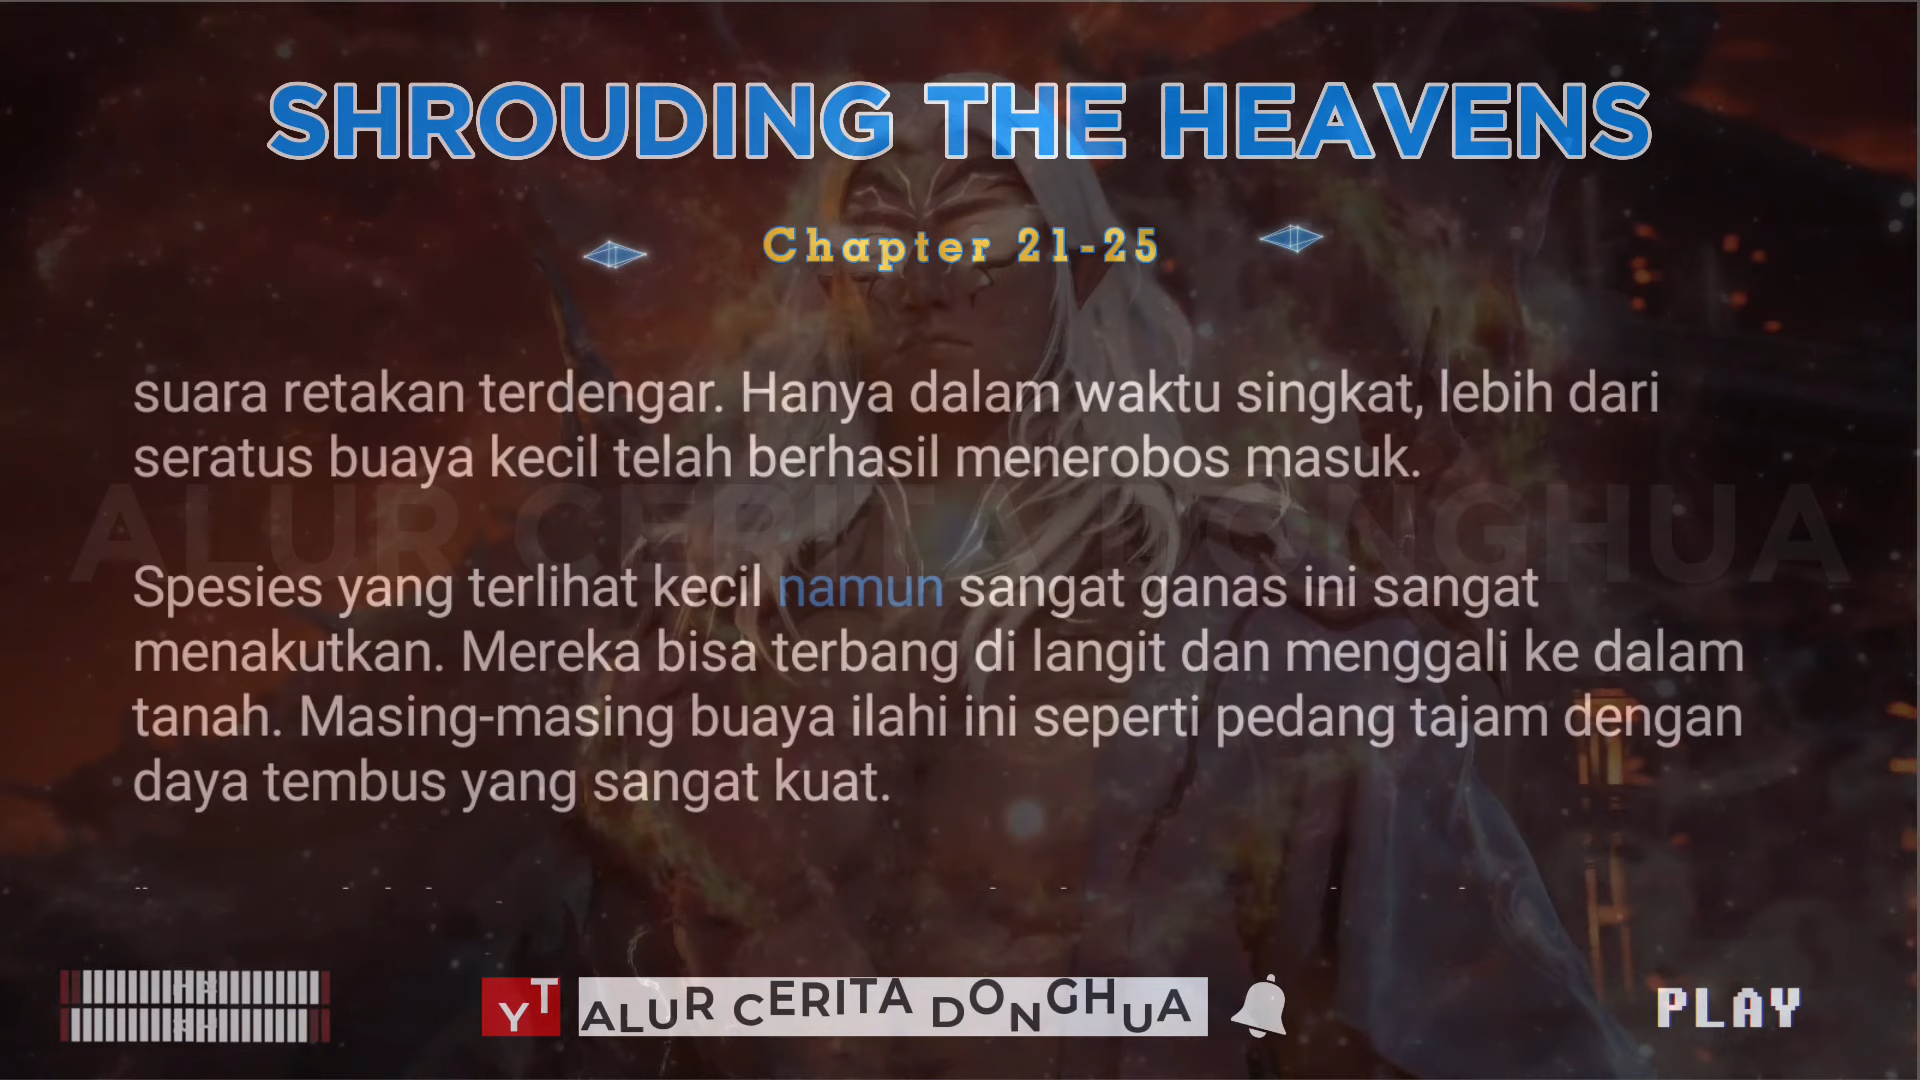 SHROUDING THE HEAVENS
Chapter 21-25
suara retakan terdengar. Hanya dalam waktu singkat, lebih dari
seratus buaya kecil telah berhasil menerobos masuk.
ALUR CERITA DONGHUA
Spesies yang terlihat kecil namun sangat ganas ini sangat
menakutkan. Mereka bisa terbang di langit dan menggali ke dalam
tanah. Masing-masing buaya ilahi ini seperti pedang tajam dengan
daya tembus yang sangat kuat.
YT ALUR CERITA DONGHUA
PLAY